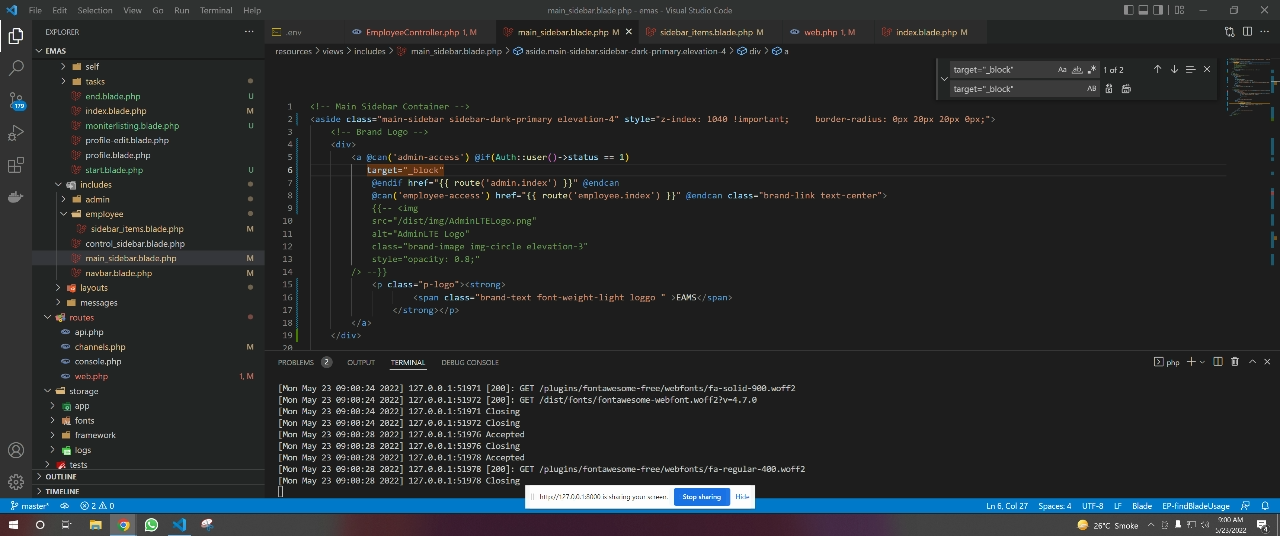 File Edit Selection View Go Run Terminal Help main_sidebar.blade.php - emas - Visual Studio Code
EXPLORER
.env EmployeeController.php 1, M main_sidebar.blade.php M sidebar_items.blade.php M web.php 1, M index.blade.php M
EMAS
resources > views > includes > main_sidebar.blade.php > aside.main-sidebar.sidebar-dark-primary.elevation-4 > div > a
self
tasks
end.blade.php U
index.blade.php M
moniterlisting.blade.php U
profile-edit.blade.php
profile.blade.php
start.blade.php U
includes
admin
employee
sidebar_items.blade.php M
control_sidebar.blade.php
main_sidebar.blade.php M
navbar.blade.php M
layouts
messages
routes
api.php
channels.php M
console.php
web.php 1, M
storage
app
fonts
framework
logs
tests
OUTLINE
TIMELINE
179
target="_block" Aa ab 1 of 2
target="_block" AB
1 <!-- Main Sidebar Container -->
2 <aside class="main-sidebar sidebar-dark-primary elevation-4" style="z-index: 1040 !important; border-radius: 0px 20px 20px 0px;">
3 <!-- Brand Logo -->
4 <div>
5 <a @can('admin-access') @if(Auth::user()->status == 1)
6 target="_block"
7 @endif href="{{ route('admin.index') }}" @endcan
8 @can('employee-access') href="{{ route('employee.index') }}" @endcan class="brand-link text-center">
9 {{-- <img
10 src="/dist/img/AdminLTELogo.png"
11 alt="AdminLTE Logo"
12 class="brand-image img-circle elevation-3"
13 style="opacity: 0.8;"
14 /> --}}
15 <p class="p-logo"><strong>
16 <span class="brand-text font-weight-light loggo " >EAMS</span>
17 </strong></p>
18 </a>
19 </div>
20
PROBLEMS 2 OUTPUT TERMINAL DEBUG CONSOLE php
[Mon May 23 09:00:24 2022] 127.0.0.1:51971 [200]: GET /plugins/fontawesome-free/webfonts/fa-solid-900.woff2
[Mon May 23 09:00:24 2022] 127.0.0.1:51972 [200]: GET /dist/fonts/fontawesome-webfont.woff2?v=4.7.0
[Mon May 23 09:00:24 2022] 127.0.0.1:51971 Closing
[Mon May 23 09:00:24 2022] 127.0.0.1:51972 Closing
[Mon May 23 09:00:28 2022] 127.0.0.1:51976 Accepted
[Mon May 23 09:00:28 2022] 127.0.0.1:51976 Closing
[Mon May 23 09:00:28 2022] 127.0.0.1:51978 Accepted
[Mon May 23 09:00:28 2022] 127.0.0.1:51978 [200]: GET /plugins/fontawesome-free/webfonts/fa-regular-400.woff2
[Mon May 23 09:00:28 2022] 127.0.0.1:51978 Closing
http://127.0.0.1:8000 is sharing your screen. Stop sharing Hide
master* 2 0 Ln 6, Col 27 Spaces: 4 UTF-8 LF Blade EP-findBladeUsage
26°C Smoke 9:00 AM
5/23/2022